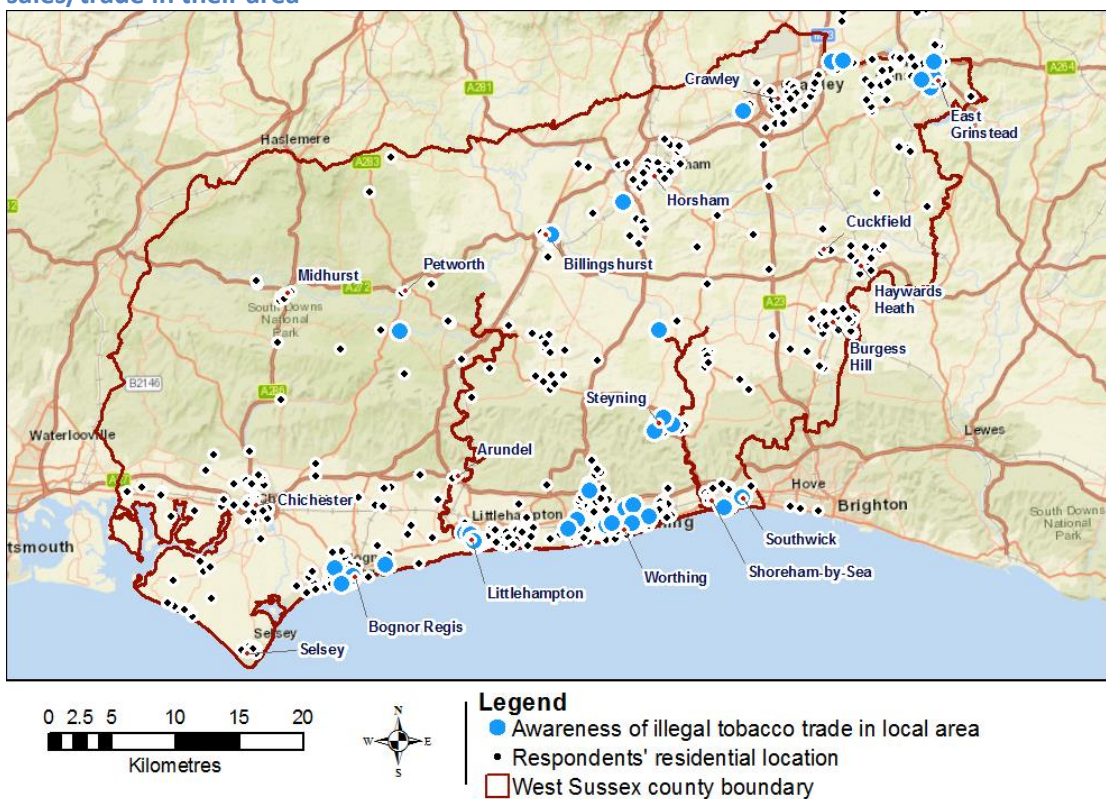 sales/trade in their area
A264
A281
Crawley
East
Grinstead
Haslemere
A283
Horsham
Cuckfield
Midhurst
Petworth
Billingshurst
A272
South Downs
National
Park
A23
Haywards
Heath
Burgess
Hill
B2146
A286
Steyning
Waterlooville
Lewes
Arundel
A27
Chichester
Littlehampton
Hove
Brighton
South Downs
National
Park
tsmouth
Southwick
Shoreham-by-Sea
Worthing
Littlehampton
Bognor Regis
Selsey
Selsey
0 2.5 5 10 15 20
Kilometres
N
W E
S
Legend
Awareness of illegal tobacco trade in local area
Respondents' residential location
West Sussex county boundary